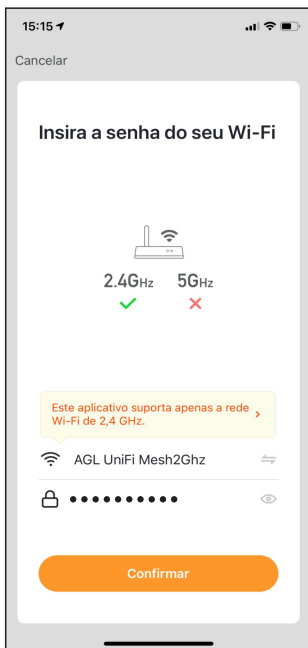 15:15
Cancelar
Insira a senha do seu Wi-Fi
2.4GHz 5GHz
Este aplicativo suporta apenas a rede
Wi-Fi de 2,4 GHz.
AGL UniFi Mesh2Ghz
••••••••••
Confirmar